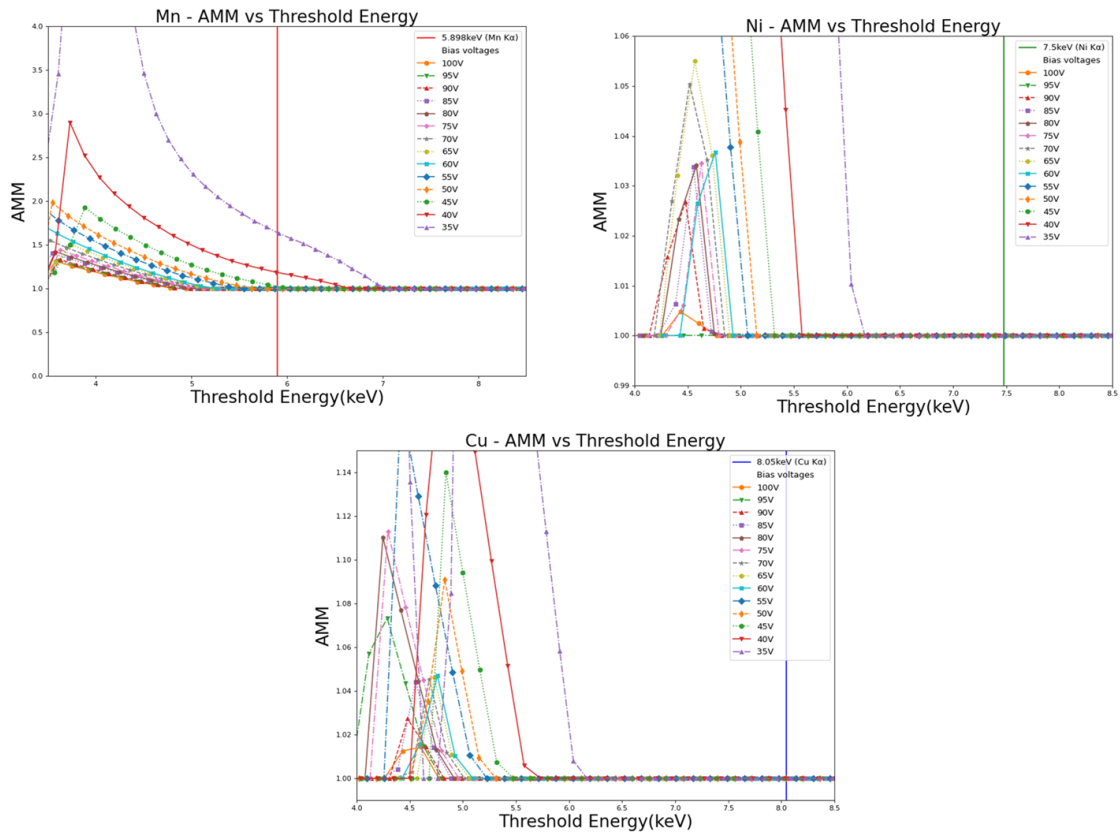 Mn - AMM vs Threshold Energy
4.0
3.5
3.0
2.5
2.0
1.5
1.0
0.5
0.0
AMM
4
5
6
7
8
Threshold Energy(keV)
5.898keV (Mn Kα)
Bias voltages
100V
95V
90V
85V
80V
75V
70V
65V
60V
55V
50V
45V
40V
35V
Ni - AMM vs Threshold Energy
1.06
1.05
1.04
1.03
1.02
1.01
1.00
0.99
AMM
4.0
4.5
5.0
5.5
6.0
6.5
7.0
7.5
8.0
8.5
Threshold Energy(keV)
7.5keV (Ni Kα)
Bias voltages
100V
95V
90V
85V
80V
75V
70V
65V
60V
55V
50V
45V
40V
35V
Cu - AMM vs Threshold Energy
1.14
1.12
1.10
1.08
1.06
1.04
1.02
1.00
AMM
4.0
4.5
5.0
5.5
6.0
6.5
7.0
7.5
8.0
8.5
Threshold Energy(keV)
8.05keV (Cu Kα)
Bias voltages
100V
95V
90V
85V
80V
75V
70V
65V
60V
55V
50V
45V
40V
35V